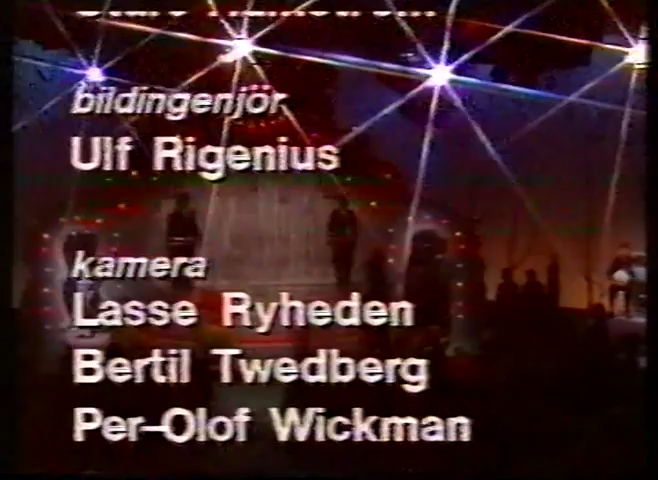 bildingenjör
Ulf Rigenius
kamera
Lasse Ryheden
Bertil Twedberg
Per–Olof Wickman